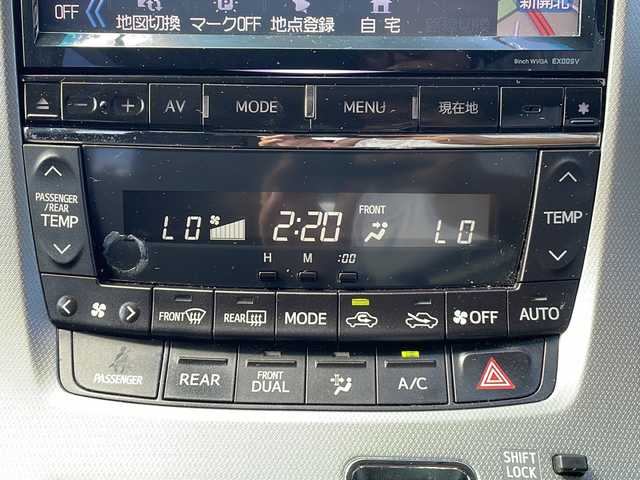 OFF 地図切換 マークOFF 地点登録 自宅 新開北
8inch WVGA EX009V
− + AV MODE MENU 現在地
PASSENGER
/REAR
TEMP
LO 2:20 FRONT LO
TEMP
H M :00
FRONT REAR MODE OFF AUTO
PASSENGER REAR FRONT DUAL A/C
SHIFT
LOCK